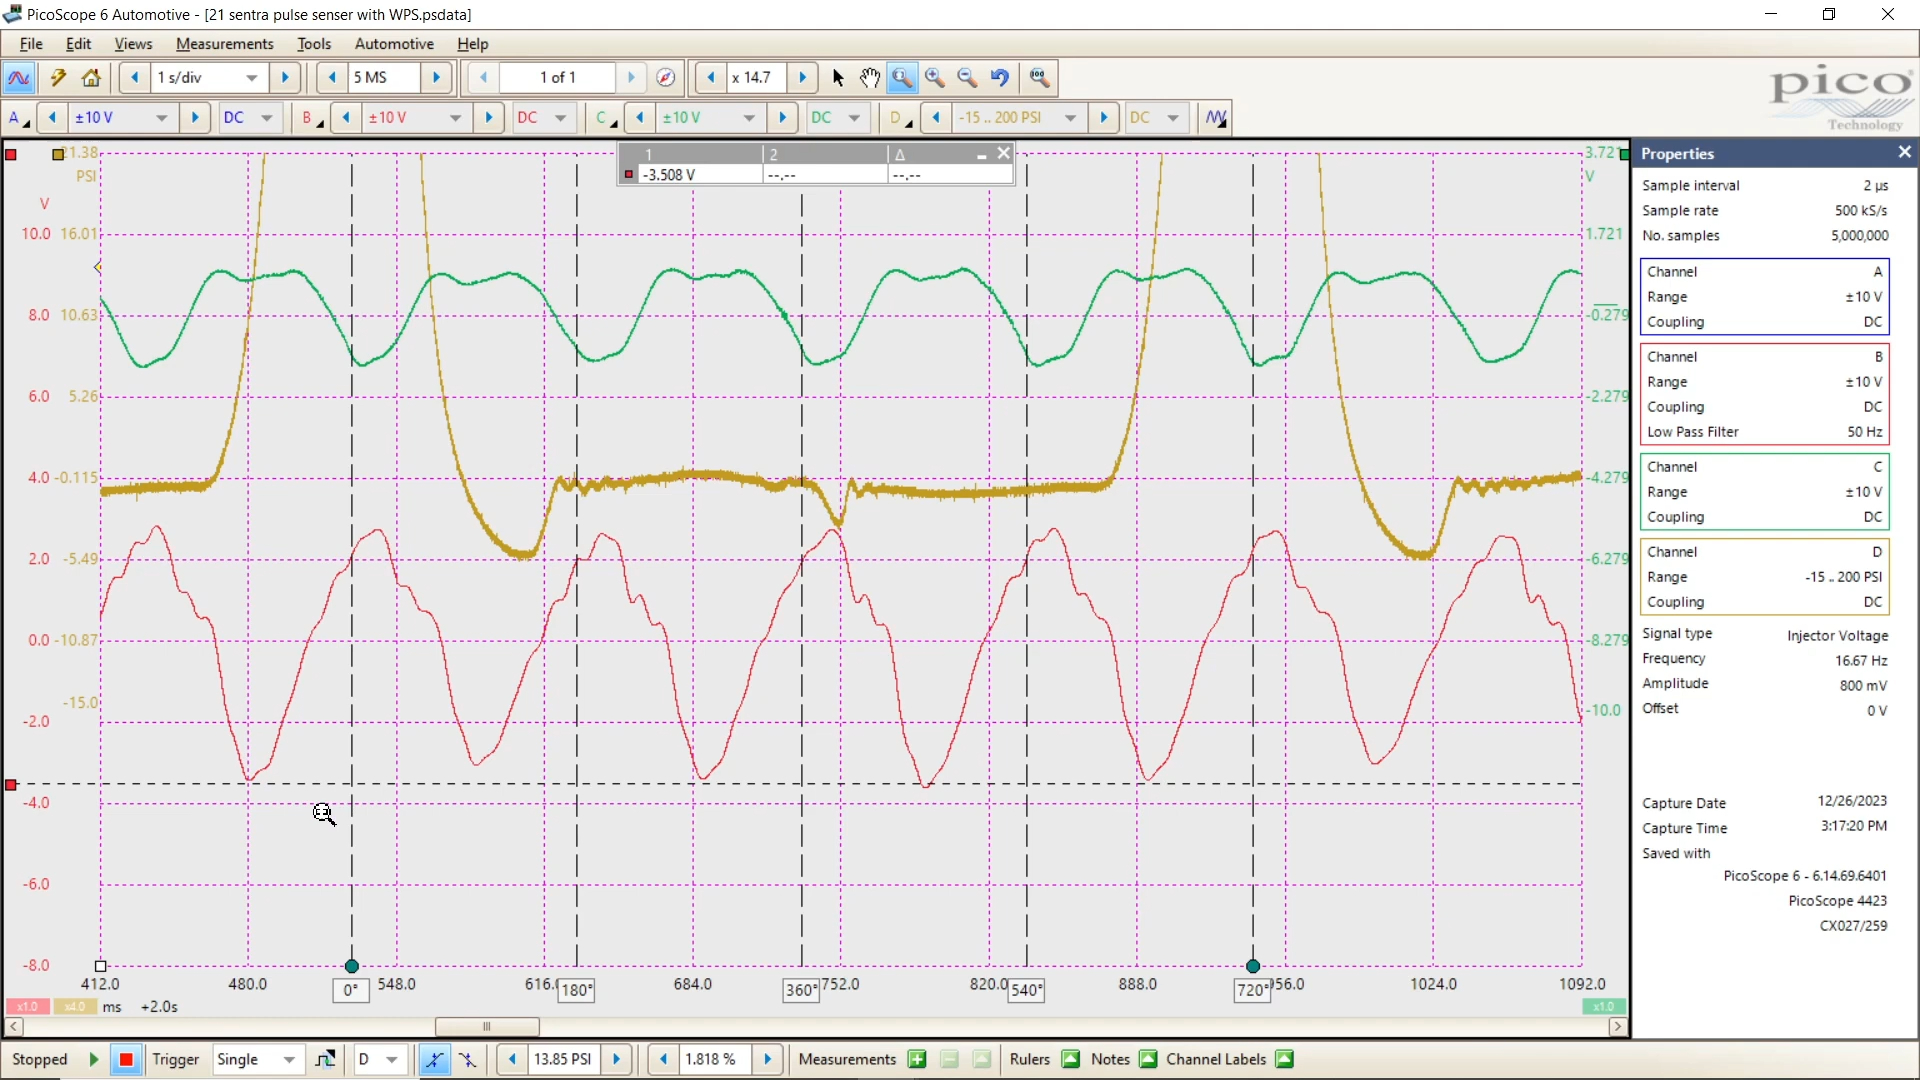 PicoScope 6 Automotive - [21 sentra pulse senser with WPS.psdata]
File Edit Views Measurements Tools Automotive Help
1 s/div 5 MS 1 of 1 x 14.7
pico
Technology
A ±10 V DC B ±10 V DC C ±10 V DC D -15 .. 200 PSI DC
1 2 Δ
-3.508 V --.-- --.--
21.38
PSI
V
10.0 16.01
8.0 10.63
6.0 5.26
4.0 -0.115
2.0 -5.49
0.0 -10.87
-15.0
-2.0
-4.0
-6.0
-8.0
3.721
V
1.721
-0.279
-2.279
-4.279
-6.279
-8.279
-10.0
412.0 480.0 0° 548.0 616. 180° 684.0 360° 752.0 820.0 540° 888.0 720° 56.0 1024.0 1092.0
x1.0 x4.0 ms +2.0s x1.0
Properties
Sample interval 2 µs
Sample rate 500 kS/s
No. samples 5,000,000
Channel A
Range ±10 V
Coupling DC
Channel B
Range ±10 V
Coupling DC
Low Pass Filter 50 Hz
Channel C
Range ±10 V
Coupling DC
Channel D
Range -15 .. 200 PSI
Coupling DC
Signal type Injector Voltage
Frequency 16.67 Hz
Amplitude 800 mV
Offset 0 V
Capture Date 12/26/2023
Capture Time 3:17:20 PM
Saved with
PicoScope 6 - 6.14.69.6401
PicoScope 4423
CX027/259
Stopped Trigger Single D 13.85 PSI 1.818 % Measurements Rulers Notes Channel Labels